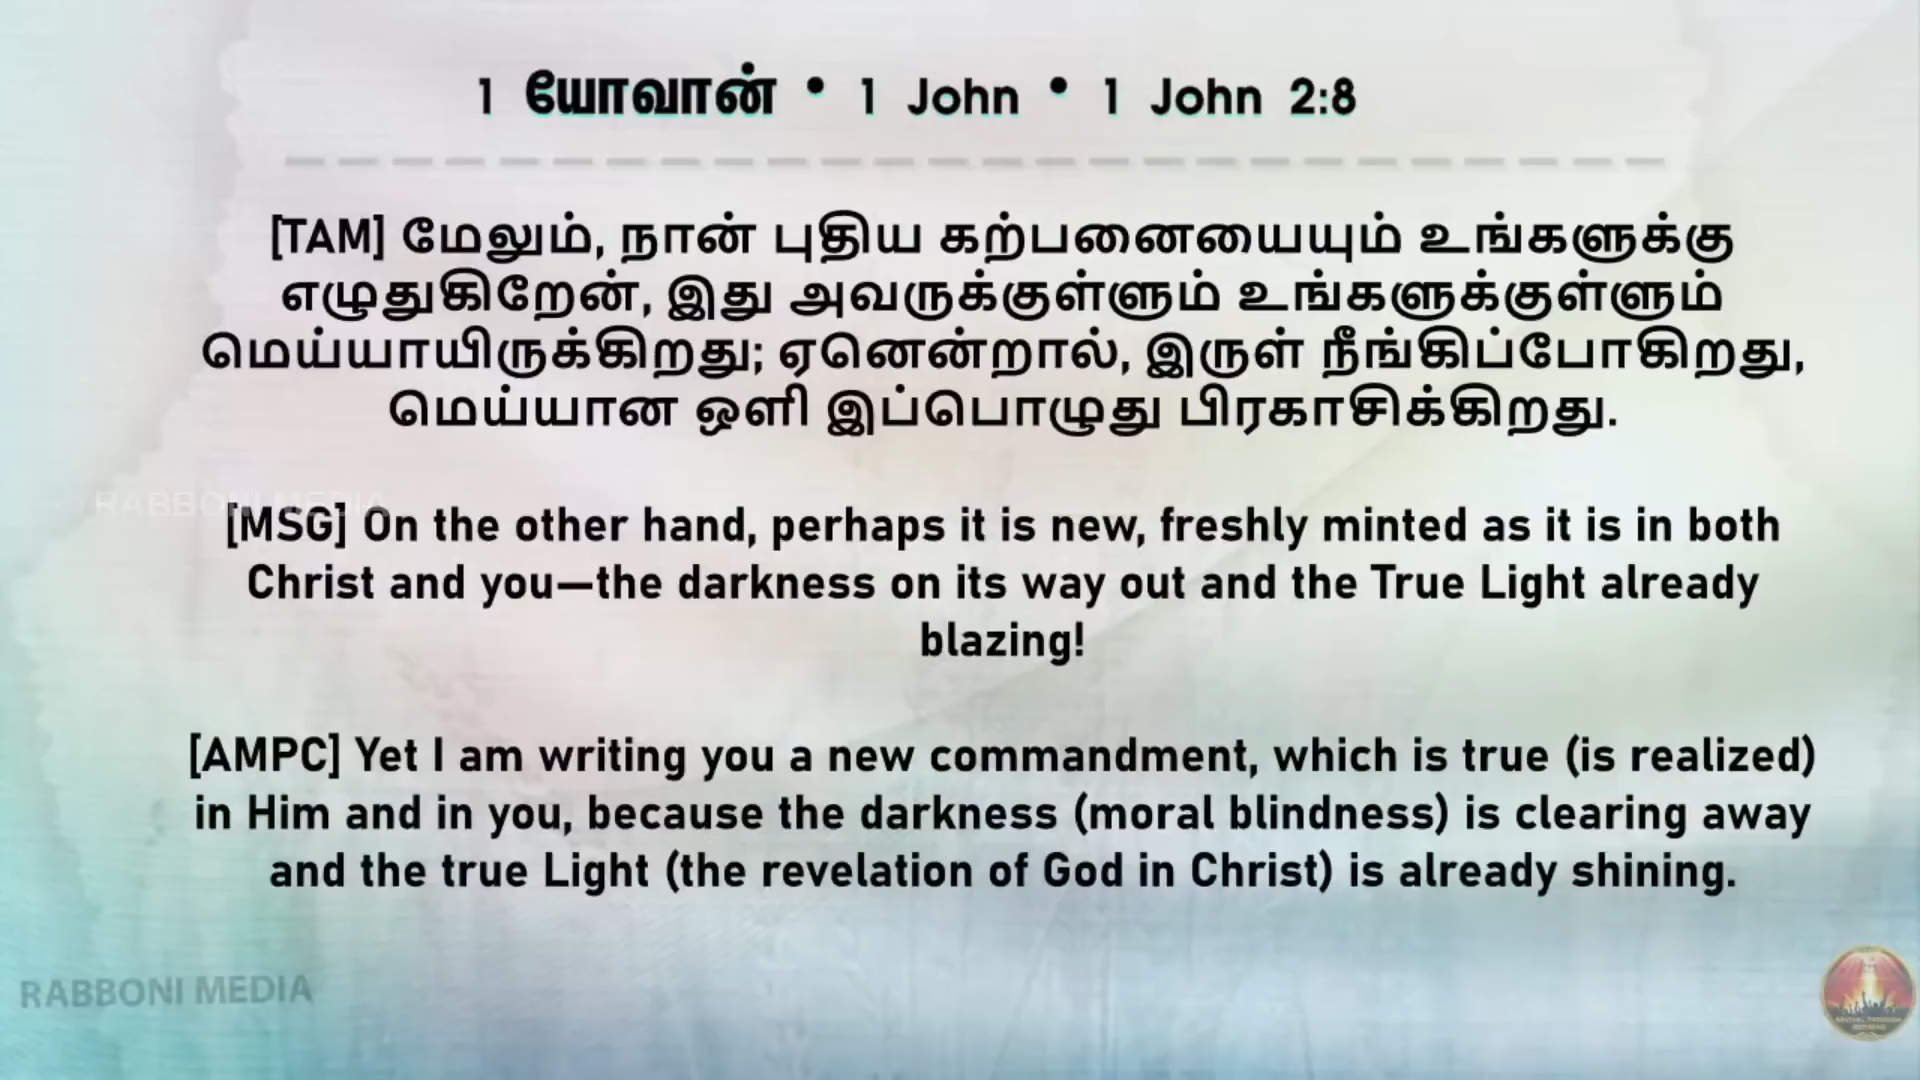 1 யோவான் • 1 John • 1 John 2:8
[TAM] மேலும், நான் புதிய கற்பனையையும் உங்களுக்கு
எழுதுகிறேன், இது அவருக்குள்ளும் உங்களுக்குள்ளும்
மெய்யாயிருக்கிறது; ஏனென்றால், இருள் நீங்கிப்போகிறது,
மெய்யான ஒளி இப்பொழுது பிரகாசிக்கிறது.
RABBONI MEDIA
[MSG] On the other hand, perhaps it is new, freshly minted as it is in both
Christ and you—the darkness on its way out and the True Light already
blazing!
[AMPC] Yet I am writing you a new commandment, which is true (is realized)
in Him and in you, because the darkness (moral blindness) is clearing away
and the true Light (the revelation of God in Christ) is already shining.
RABBONI MEDIA